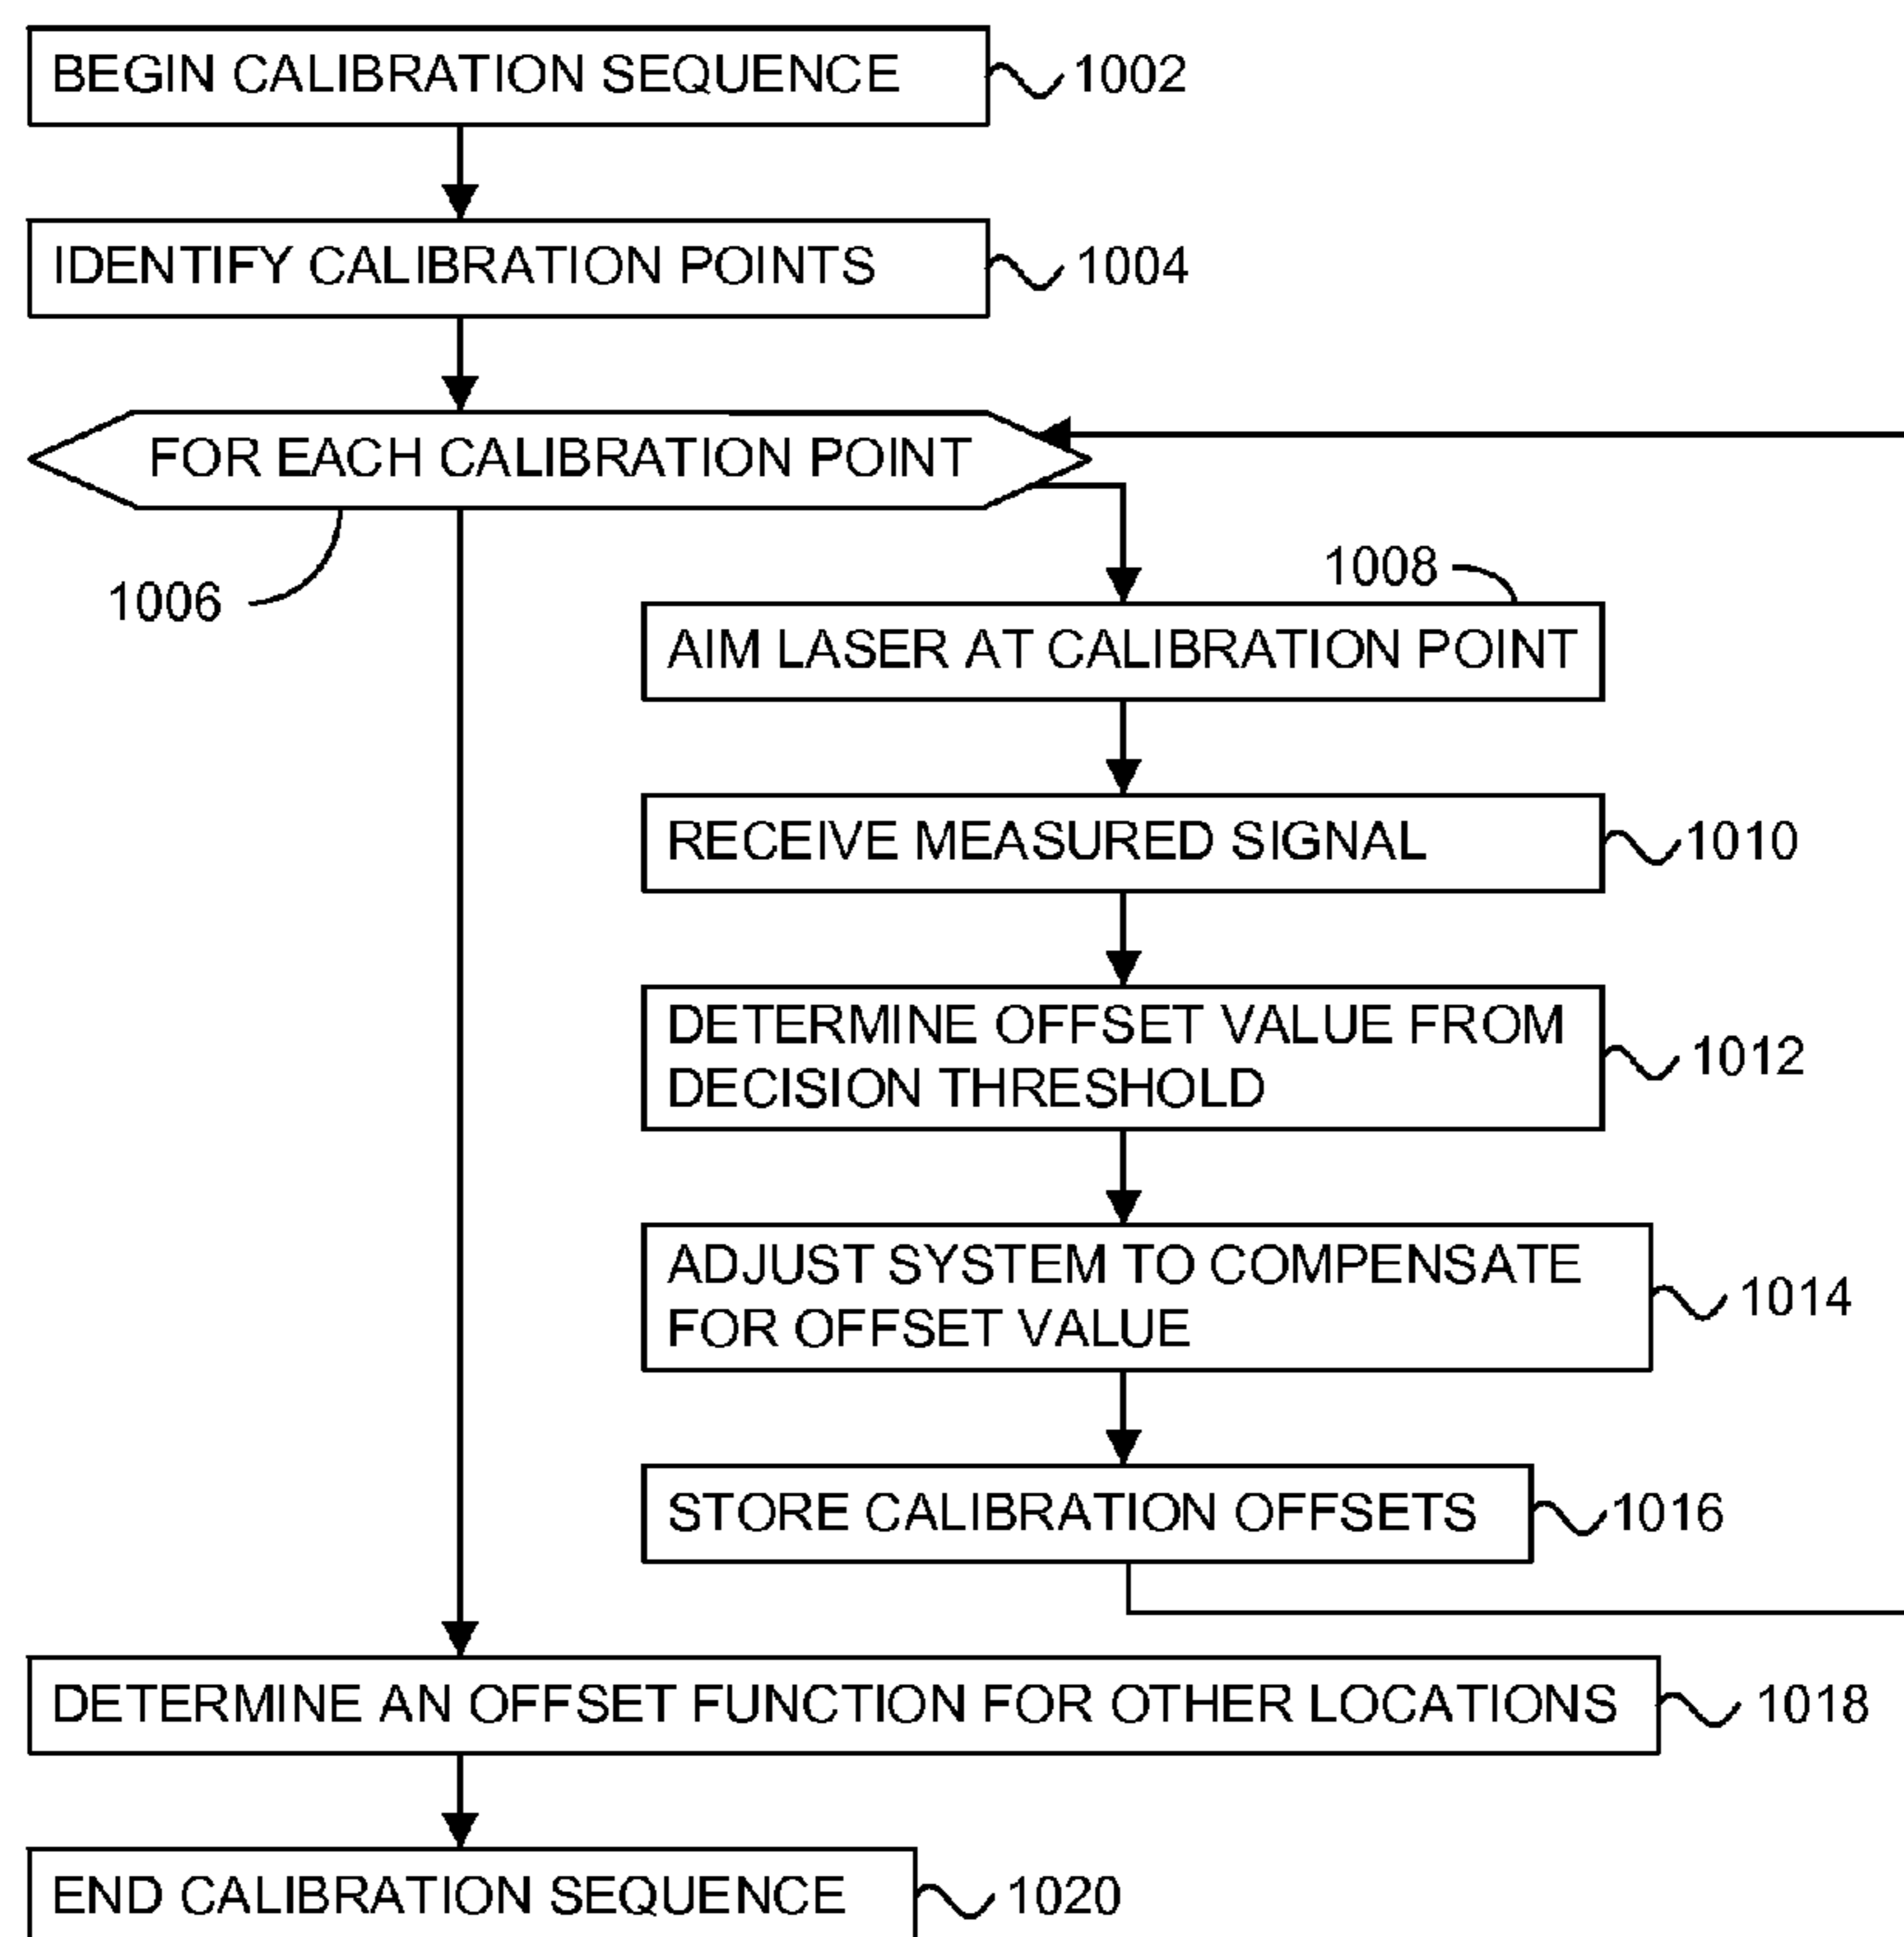 BEGIN CALIBRATION SEQUENCE
1002
IDENTIFY CALIBRATION POINTS
1004
FOR EACH CALIBRATION POINT
1006
1008
AIM LASER AT CALIBRATION POINT
RECEIVE MEASURED SIGNAL
1010
DETERMINE OFFSET VALUE FROM
DECISION THRESHOLD
1012
ADJUST SYSTEM TO COMPENSATE
FOR OFFSET VALUE
1014
STORE CALIBRATION OFFSETS
1016
DETERMINE AN OFFSET FUNCTION FOR OTHER LOCATIONS
1018
END CALIBRATION SEQUENCE
1020